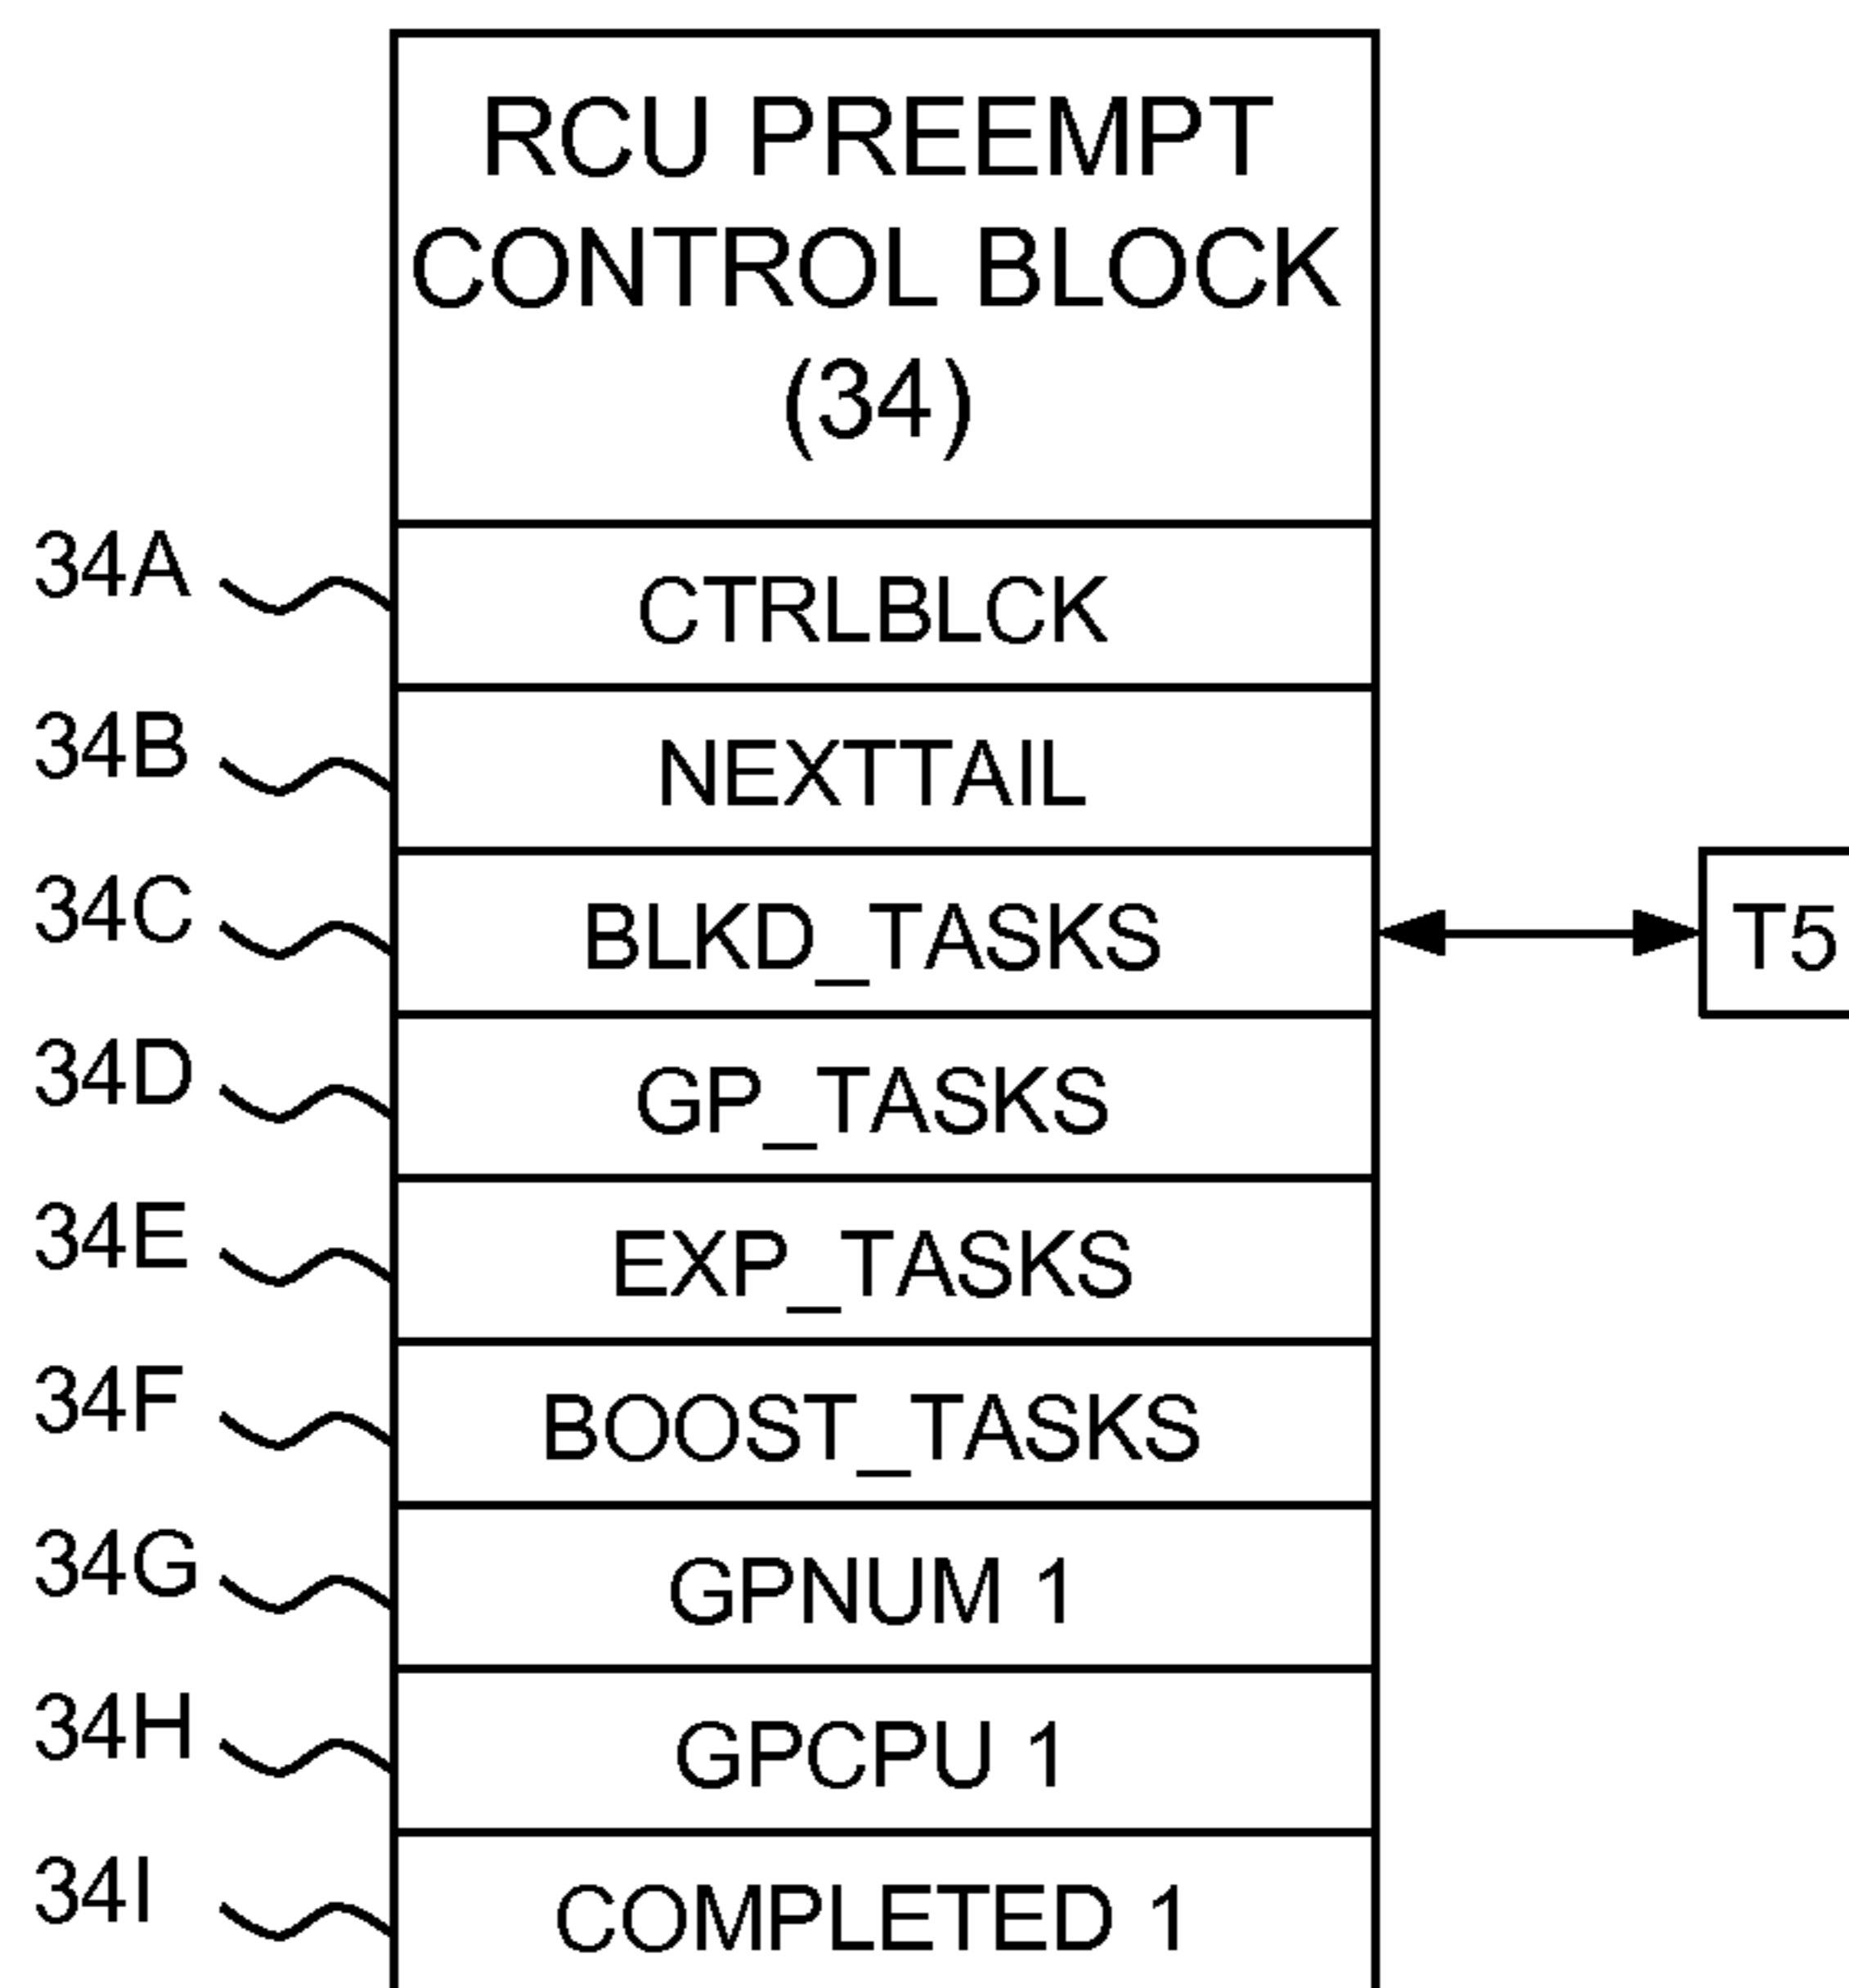 RCU PREEMPT
CONTROL BLOCK
(34)
34A CTRLBLCK
34B NEXTTAIL
34C BLKD_TASKS T5
34D GP_TASKS
34E EXP_TASKS
34F BOOST_TASKS
34G GPNUM 1
34H GPCPU 1
34I COMPLETED 1